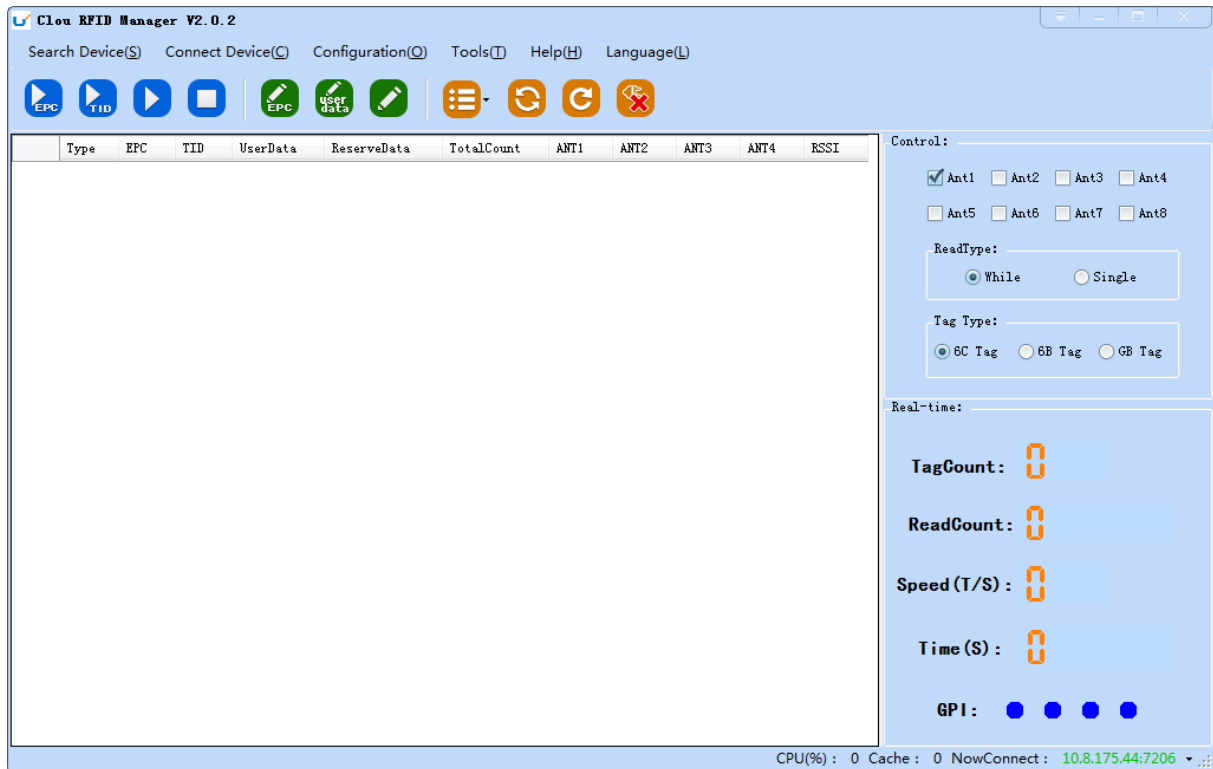 Clou RFID Manager V2.0.2
Search Device(S) Connect Device(C) Configuration(O) Tools(T) Help(H) Language(L)
EPC TID EPC user data
Type EPC TID UserData ReserveData TotalCount ANT1 ANT2 ANT3 ANT4 RSSI
Control:
Ant1 Ant2 Ant3 Ant4
Ant5 Ant6 Ant7 Ant8
ReadType:
While Single
Tag Type:
6C Tag 6B Tag GB Tag
Real-time:
TagCount: 0
ReadCount: 0
Speed(T/S): 0
Time(S): 0
GPI:
CPU(%) : 0 Cache : 0 NowConnect : 10.8.175.44:7206